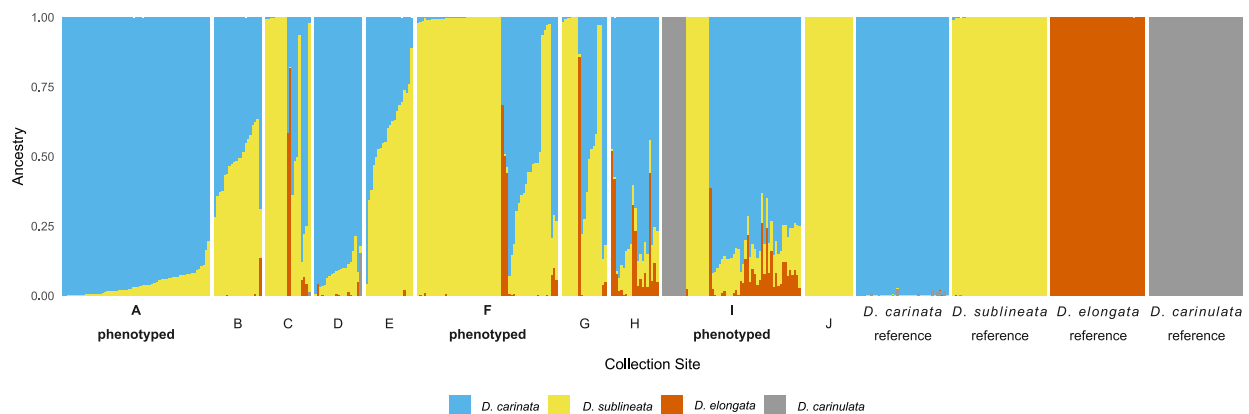 1.00
0.75
0.50
0.25
0.00
Ancestry
A B C D E F G H I J D. carinata D. sublineata D. elongata D. carinulata
phenotyped phenotyped phenotyped reference reference reference reference
Collection Site
D. carinata D. sublineata D. elongata D. carinulata